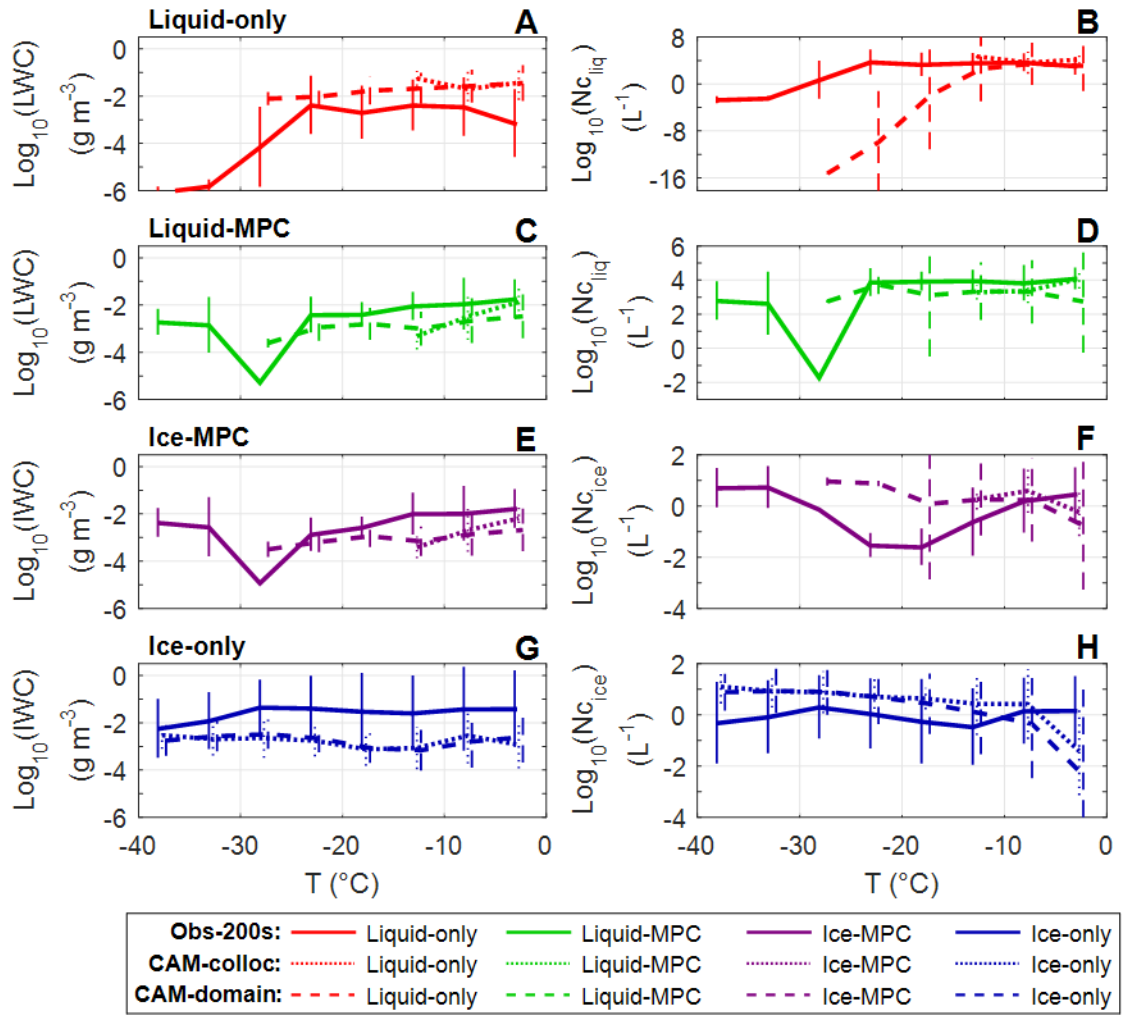 Liquid-only A
Log10(LWC)
(g m−3)
0
-2
-4
-6
B
Log10(Ncliq)
(L−1)
8
0
-8
-16
Liquid-MPC C
Log10(LWC)
(g m−3)
0
-2
-4
-6
D
Log10(Ncliq)
(L−1)
6
4
2
0
-2
Ice-MPC E
Log10(IWC)
(g m−3)
0
-2
-4
-6
F
Log10(Ncice)
(L−1)
2
0
-2
-4
Ice-only G
Log10(IWC)
(g m−3)
0
-2
-4
-6
-40 -30 -20 -10 0
T (°C)
H
Log10(Ncice)
(L−1)
2
0
-2
-4
-40 -30 -20 -10 0
T (°C)
Obs-200s: Liquid-only Liquid-MPC Ice-MPC Ice-only
CAM-colloc: Liquid-only Liquid-MPC Ice-MPC Ice-only
CAM-domain: Liquid-only Liquid-MPC Ice-MPC Ice-only